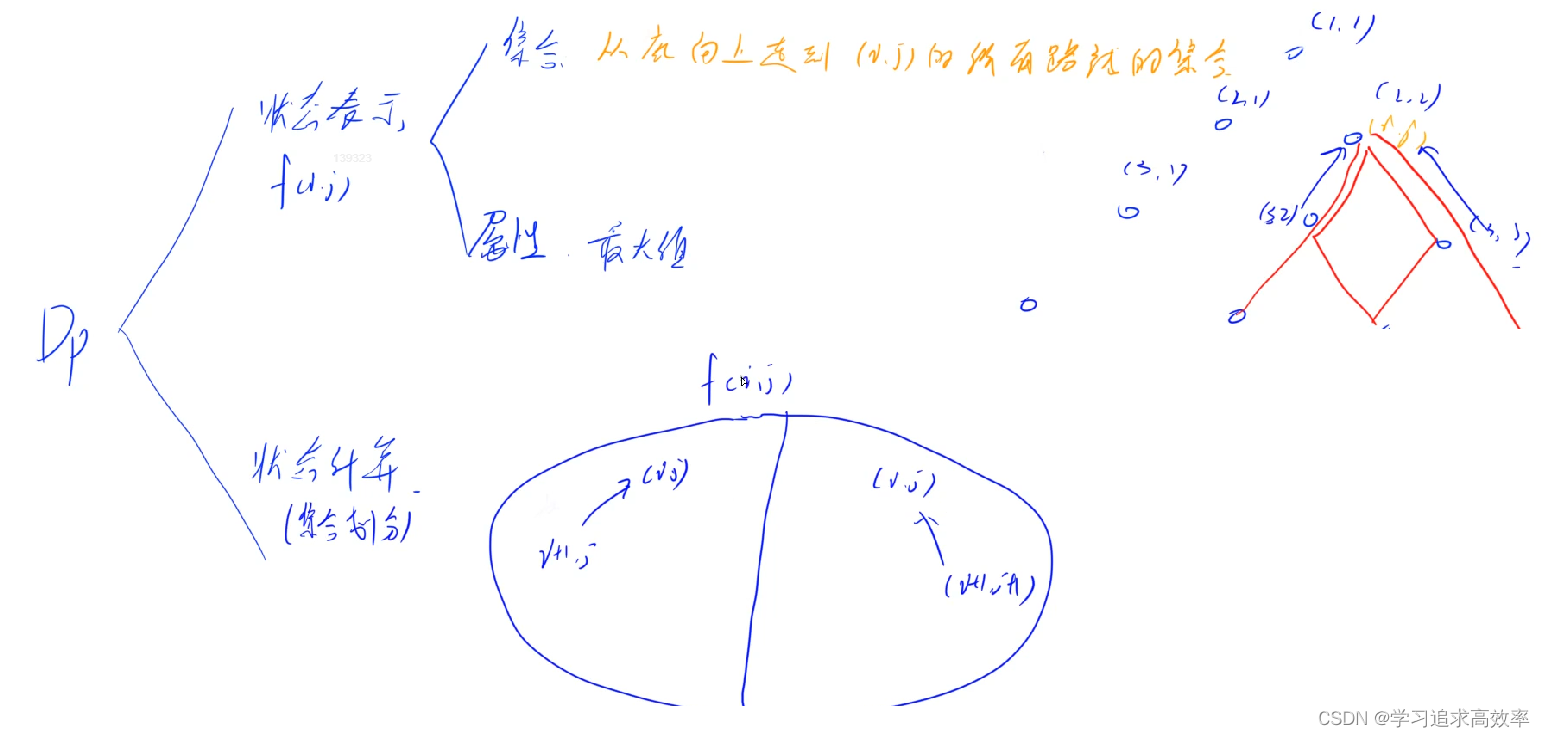 集合. 从底向上连到 (i.j) 的所有路线的集合
状态表示
139323
f(i.j)
属性. 最大值
(1,1)
(2,1)
(2,2)
(i.j)
(3,1)
(3,2)
(3,3)
Dp
f(i.j)
状态计算
(集合划分)
(i.j)
i+1.j
(i.j)
(i+1.j+1)
CSDN @学习追求高效率